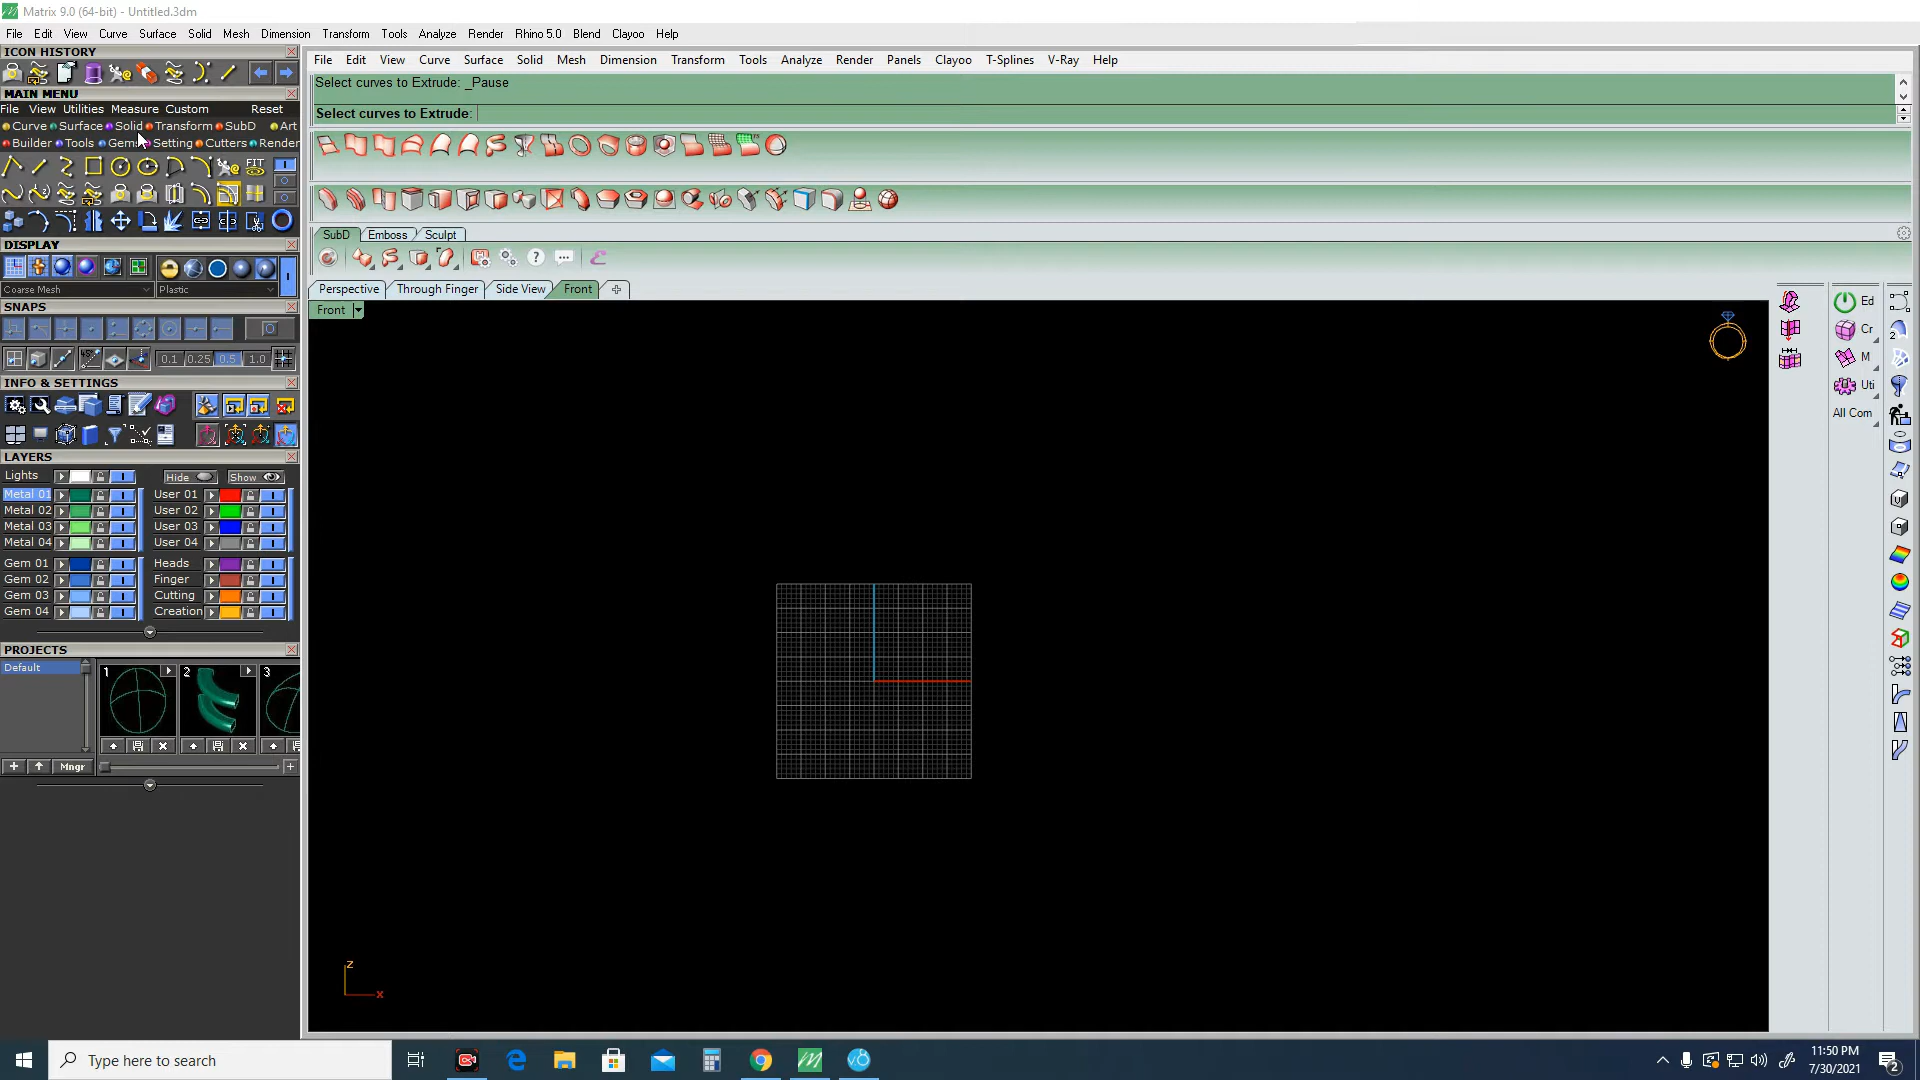 Matrix 9.0 (64-bit) - Untitled.3dm
File Edit View Curve Surface Solid Mesh Dimension Transform Tools Analyze Render Rhino 5.0 Blend Clayoo Help
ICON HISTORY
MAIN MENU
File View Utilities Measure Custom Reset
Curve Surface Solid Transform SubD Art
Builder Tools Gems Setting Cutters Render
FIT
DISPLAY
Coarse Mesh Plastic
SNAPS
0.1 0.25 0.5 1.0
INFO & SETTINGS
LAYERS
Lights Hide Show
Metal 01 User 01
Metal 02 User 02
Metal 03 User 03
Metal 04 User 04
Gem 01 Heads
Gem 02 Finger
Gem 03 Cutting
Gem 04 Creation
PROJECTS
Default
1 2 3
Mngr
File Edit View Curve Surface Solid Mesh Dimension Transform Tools Analyze Render Panels Clayoo T-Splines V-Ray Help
Select curves to Extrude: _Pause
Select curves to Extrude:
SubD Emboss Sculpt
Perspective Through Finger Side View Front
Front
Ed
Cr
M
Uti
All Com
z
x
Type here to search
11:50 PM
7/30/2021
2